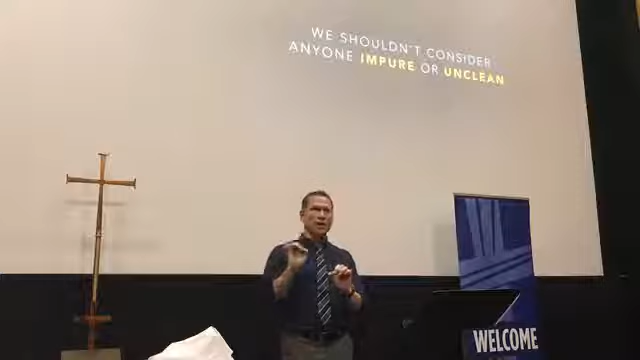 WE SHOULDN'T CONSIDER
ANYONE IMPURE OR UNCLEAN
WELCOME